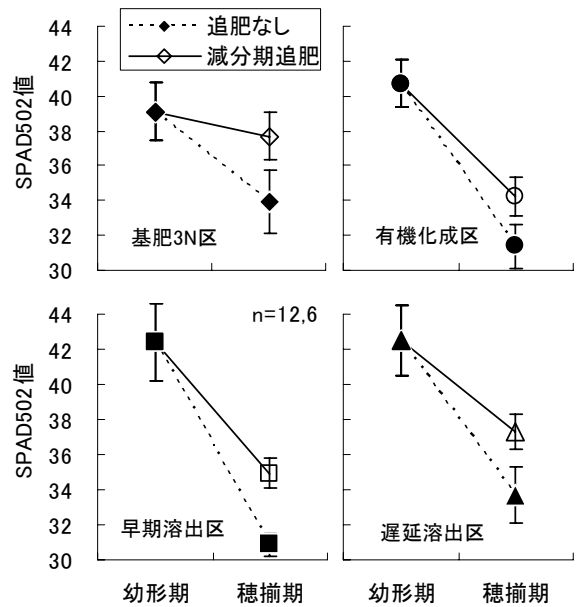 追肥なし
減分期追肥
SPAD502値
44
42
40
38
36
34
32
30
基肥3N区
有機化成区
SPAD502値
44
42
40
38
36
34
32
30
n=12,6
早期溶出区
遅延溶出区
幼形期
穂揃期
幼形期
穂揃期